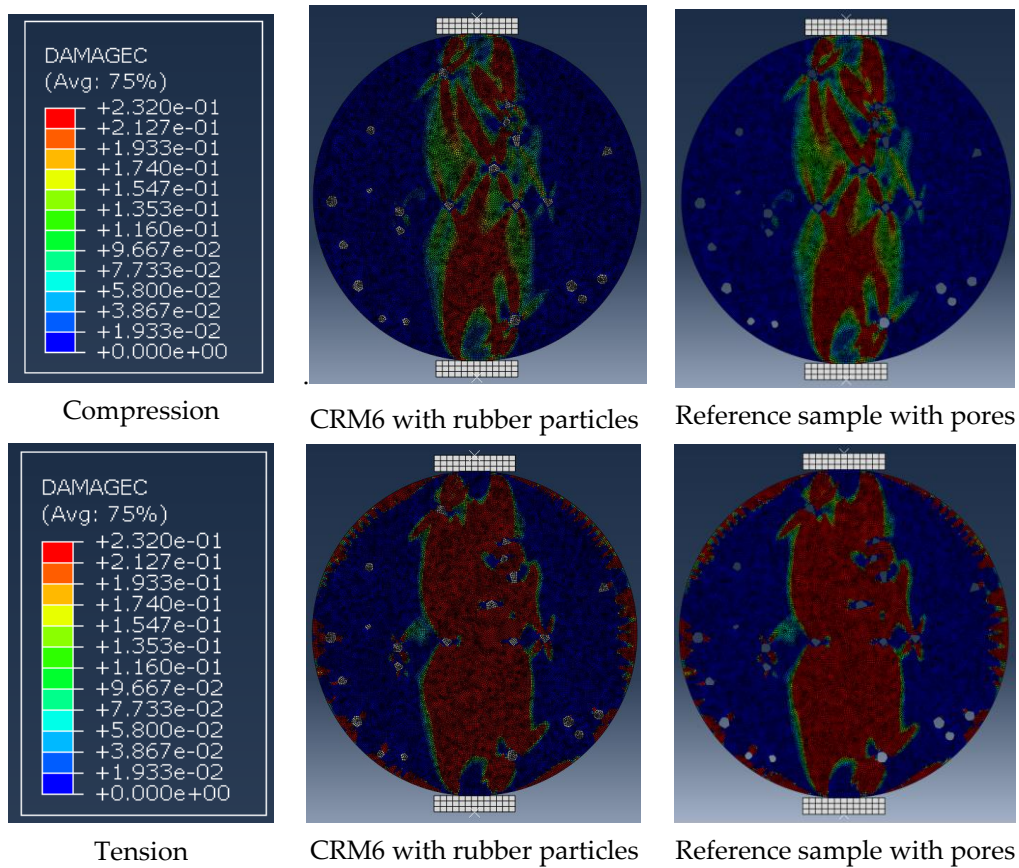 DAMAGEC
(Avg: 75%)
+2.320e-01
+2.127e-01
+1.933e-01
+1.740e-01
+1.547e-01
+1.353e-01
+1.160e-01
+9.667e-02
+7.733e-02
+5.800e-02
+3.867e-02
+1.933e-02
+0.000e+00
.
Compression
CRM6 with rubber particles
Reference sample with pores
DAMAGEC
(Avg: 75%)
+2.320e-01
+2.127e-01
+1.933e-01
+1.740e-01
+1.547e-01
+1.353e-01
+1.160e-01
+9.667e-02
+7.733e-02
+5.800e-02
+3.867e-02
+1.933e-02
+0.000e+00
Tension
CRM6 with rubber particles
Reference sample with pores